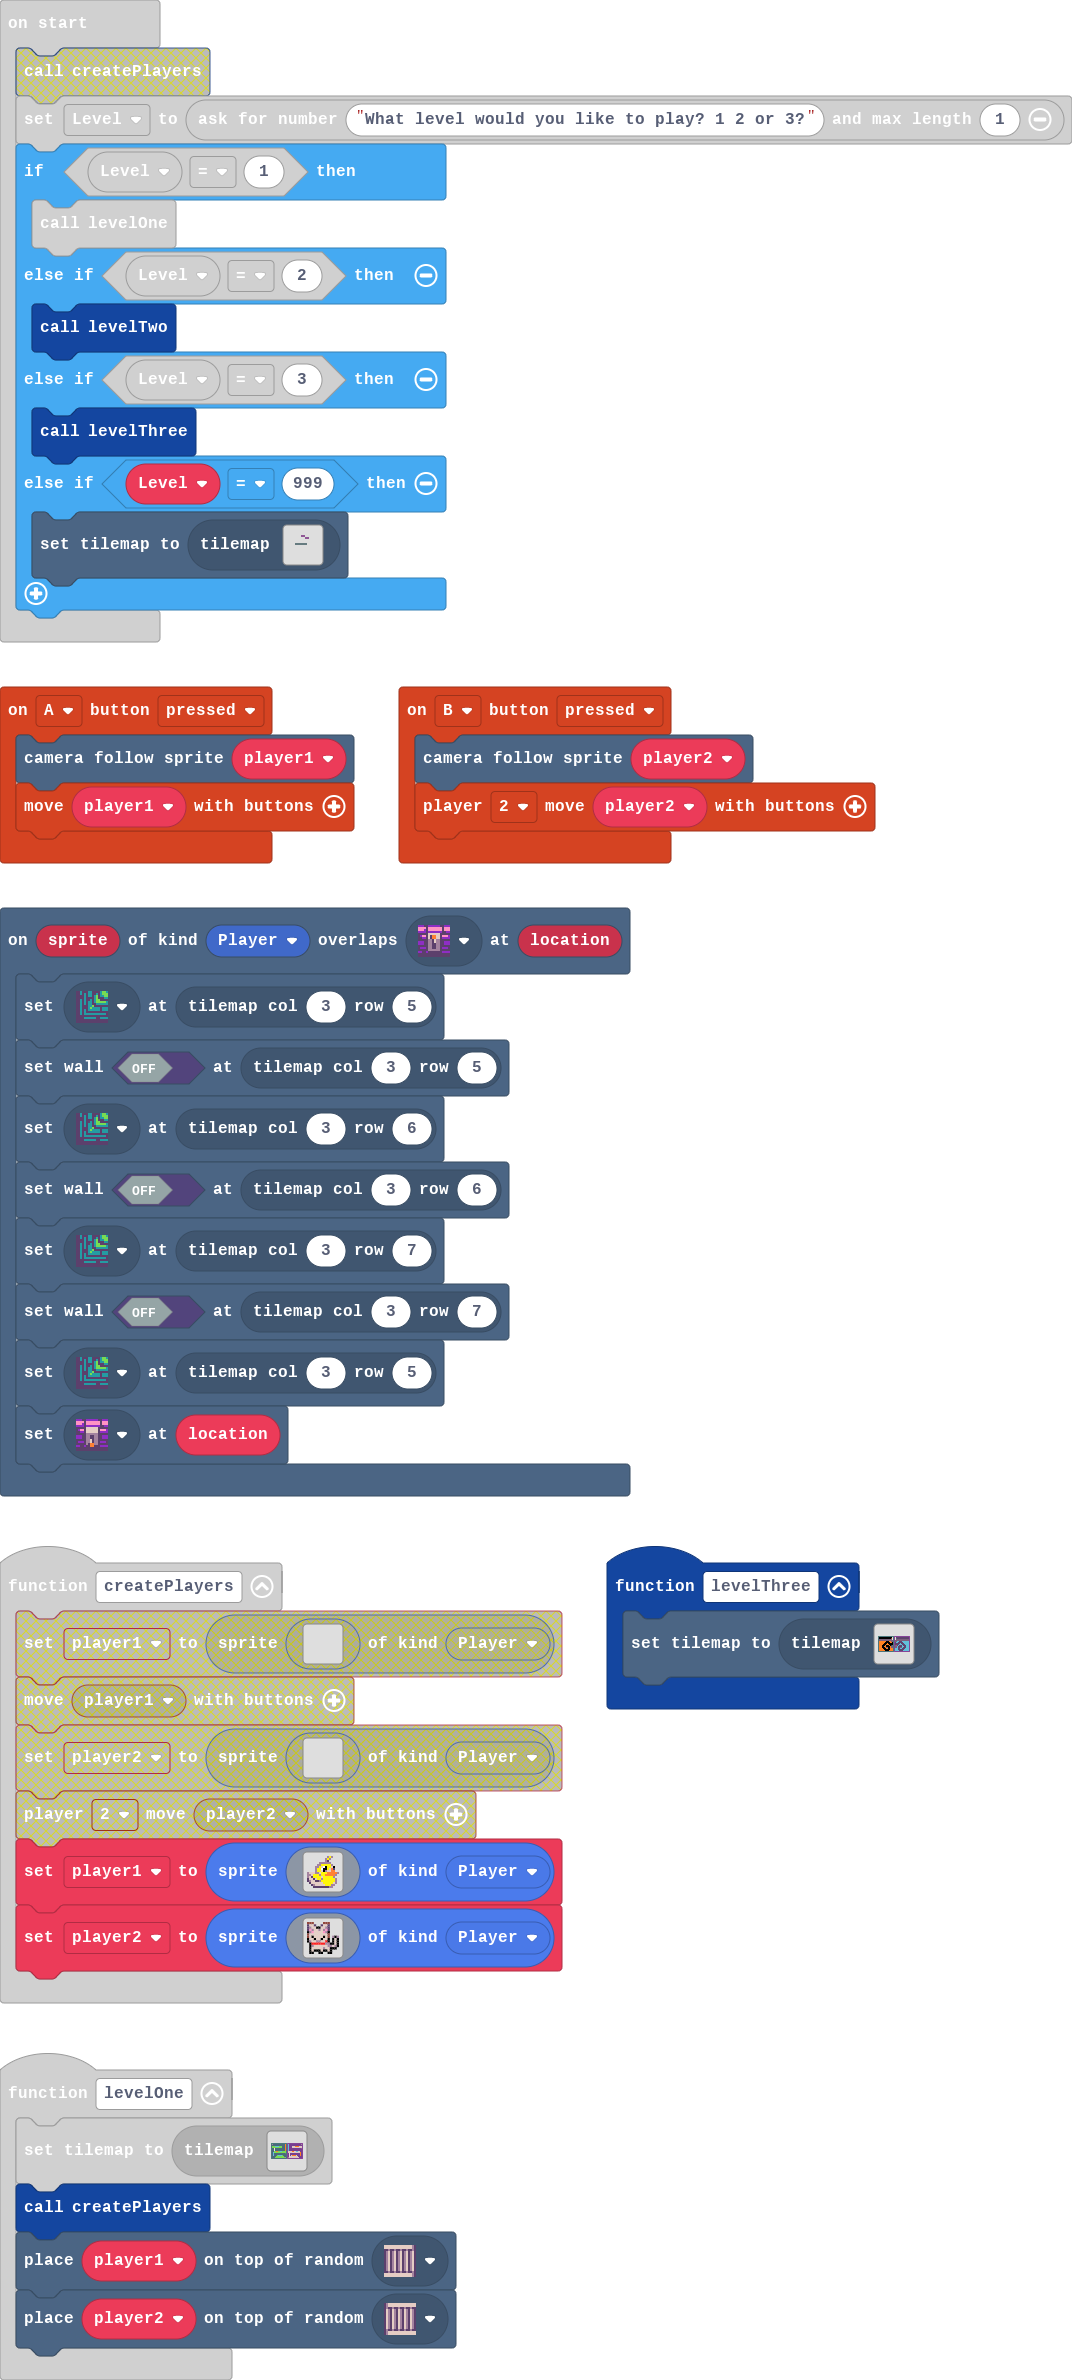 on start
call createPlayers
set Level to ask for number "What level would you like to play? 1 2 or 3?" and max length 1
if Level = 1 then
call levelOne
else if Level = 2 then
call levelTwo
else if Level = 3 then
call levelThree
else if Level = 999 then
set tilemap to tilemap
on A button pressed
camera follow sprite player1
move player1 with buttons
on B button pressed
camera follow sprite player2
player 2 move player2 with buttons
on sprite of kind Player overlaps at location
set at tilemap col 3 row 5
set wall OFF at tilemap col 3 row 5
set at tilemap col 3 row 6
set wall OFF at tilemap col 3 row 6
set at tilemap col 3 row 7
set wall OFF at tilemap col 3 row 7
set at tilemap col 3 row 5
set at location
function createPlayers
set player1 to sprite of kind Player
move player1 with buttons
set player2 to sprite of kind Player
player 2 move player2 with buttons
set player1 to sprite of kind Player
set player2 to sprite of kind Player
function levelThree
set tilemap to tilemap
function levelOne
set tilemap to tilemap
call createPlayers
place player1 on top of random
place player2 on top of random